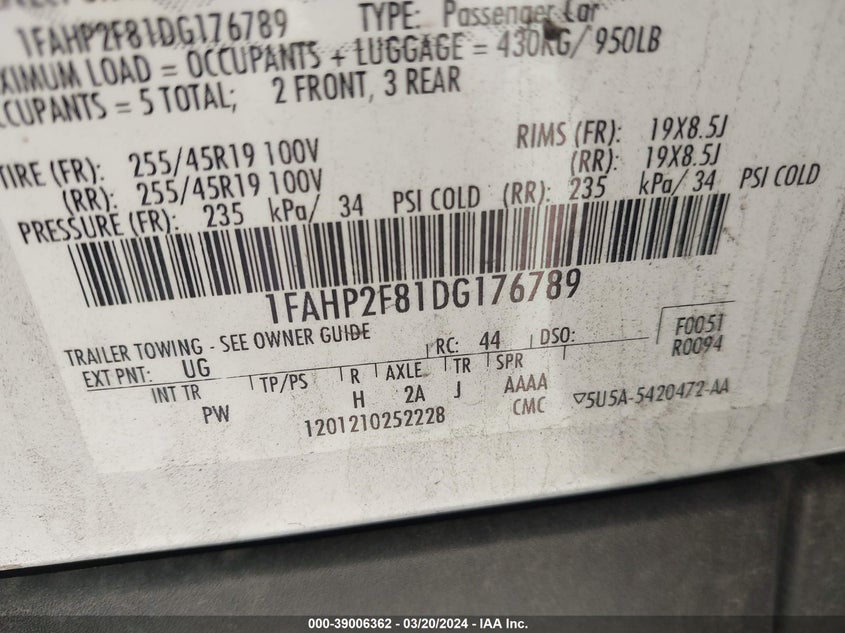 1FAHP2F81DG176789 TYPE: Passenger Car
XIMUM LOAD = OCCUPANTS + LUGGAGE = 430KG/ 950LB
CUPANTS = 5 TOTAL; 2 FRONT, 3 REAR
TIRE (FR): 255/45R19 100V RIMS (FR): 19X8.5J
(RR): 255/45R19 100V (RR): 19X8.5J
PRESSURE (FR): 235 kPa/ 34 PSI COLD (RR): 235 kPa/ 34 PSI COLD
1FAHP2F81DG176789
TRAILER TOWING - SEE OWNER GUIDE
RC: 44 DSO: F0051
R0094
EXT PNT: UG
INT TR TP/PS R AXLE TR SPR
PW H 2A J AAAA
1201210252228 CMC ▽5U5A-5420472-AA
000-39006362 - 03/20/2024 - IAA Inc.